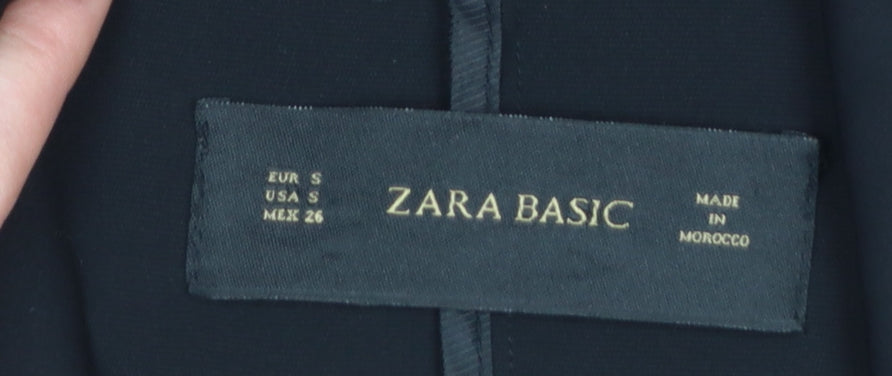 EUR S
USA S
MEX 26
ZARA BASIC
MADE
IN
MOROCCO